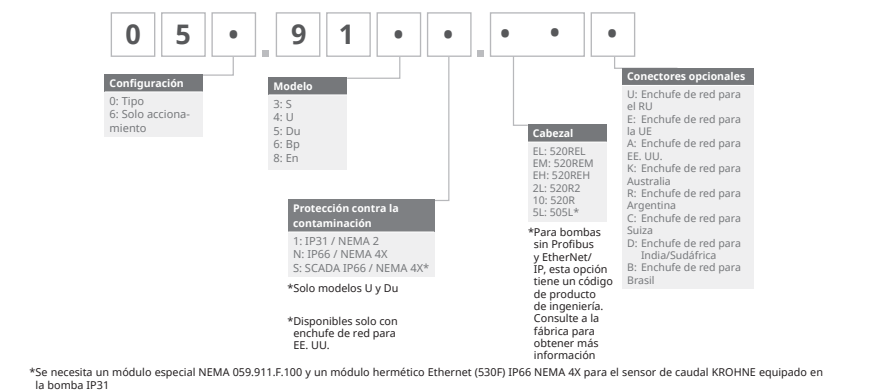 0 5 • . 9 1 • • . • • •
Configuración
0: Tipo
6: Solo acciona-
miento
Modelo
3: S
4: U
5: Du
6: Bp
8: En
Protección contra la
contaminación
1: IP31 / NEMA 2
N: IP66 / NEMA 4X
S: SCADA IP66 / NEMA 4X*
*Solo modelos U y Du
*Disponibles solo con
enchufe de red para
EE. UU.
Cabezal
EL: 520REL
EM: 520REM
EH: 520REH
2L: 520R2
10: 520R
5L: 505L*
*Para bombas
sin Profibus
y EtherNet/
IP, esta opción
tiene un código
de producto
de ingeniería.
Consulte a la
fábrica para
obtener más
información
Conectores opcionales
U: Enchufe de red para
el RU
E: Enchufe de red para
la UE
A: Enchufe de red para
EE. UU.
K: Enchufe de red para
Australia
R: Enchufe de red para
Argentina
C: Enchufe de red para
Suiza
D: Enchufe de red para
India/Sudáfrica
B: Enchufe de red para
Brasil
*Se necesita un módulo especial NEMA 059.911.F.100 y un módulo hermético Ethernet (530F) IP66 NEMA 4X para el sensor de caudal KROHNE equipado en
la bomba IP31